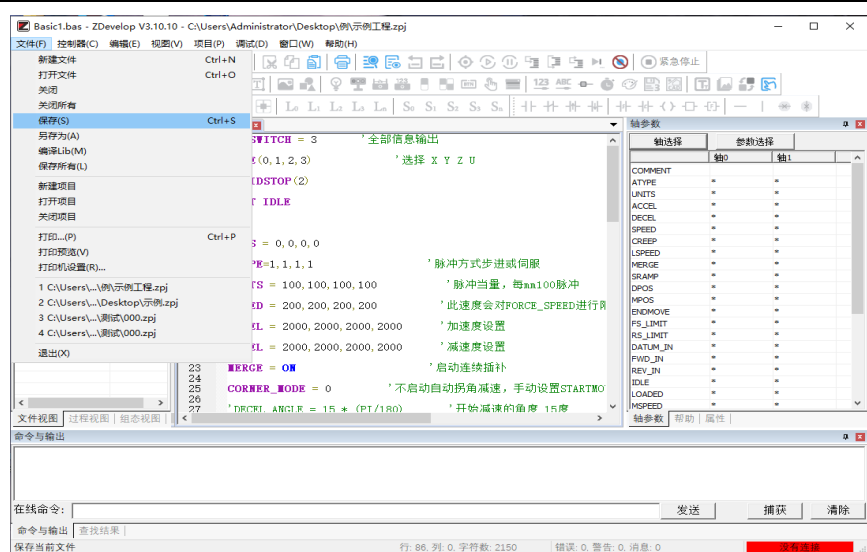 Basic1.bas - ZDevelop V3.10.10 - C:\Users\Administrator\Desktop\例\示例工程.zpj
文件(F) 控制器(C) 编辑(E) 视图(V) 项目(P) 调试(D) 窗口(W) 帮助(H)
新建文件 Ctrl+N
打开文件 Ctrl+O
关闭
关闭所有
保存(S) Ctrl+S
另存为(A)
编译Lib(M)
保存所有(L)
新建项目
打开项目
关闭项目
打印...(P) Ctrl+P
打印预览(V)
打印机设置(R)...
1 C:\Users\...\例\示例工程.zpj
2 C:\Users\...\Desktop\示例.zpj
3 C:\Users\...\测试\000.zpj
4 C:\Users\...\测试\000.zpj
退出(X)
紧急停止
SWITCH = 3 '全部信息输出
(0,1,2,3) '选择 X Y Z U
IDSTOP(2)
IDLE
S = 0,0,0,0
PE=1,1,1,1 '脉冲方式步进或伺服
TS = 100,100,100,100 '脉冲当量，每mm100脉冲
ED = 200,200,200,200 '此速度会对FORCE_SPEED进行限
EL = 2000,2000,2000,2000 '加速度设置
EL = 2000,2000,2000,2000 '减速度设置
23 MERGE = ON '启动连续插补
24
25 CORNER_MODE = 0 '不启动自动拐角减速，手动设置STARTMO
26
27 'DECEL_ANGLE = 15 * (PI/180) '开始减速的角度 15度
文件视图 过程视图 组态视图
轴参数
轴选择 参数选择
轴0 轴1
COMMENT
ATYPE * *
UNITS * *
ACCEL * *
DECEL * *
SPEED * *
CREEP * *
LSPEED * *
MERGE * *
SRAMP * *
DPOS * *
MPOS * *
ENDMOVE * *
FS_LIMIT * *
RS_LIMIT * *
DATUM_IN * *
FWD_IN * *
REV_IN * *
IDLE * *
LOADED * *
MSPEED * *
轴参数 帮助 属性
命令与输出
在线命令: 发送 捕获 清除
命令与输出 查找结果
保存当前文件 行: 86, 列: 0, 字符数: 2150 错误: 0, 警告: 0, 消息: 0 没有连接